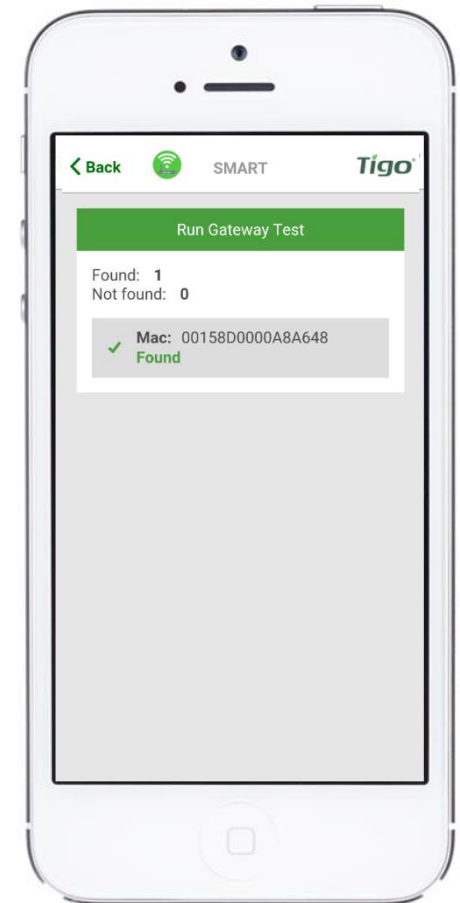 Back SMART Tigo
Run Gateway Test
Found: 1
Not found: 0
Mac: 00158D0000A8A648
Found